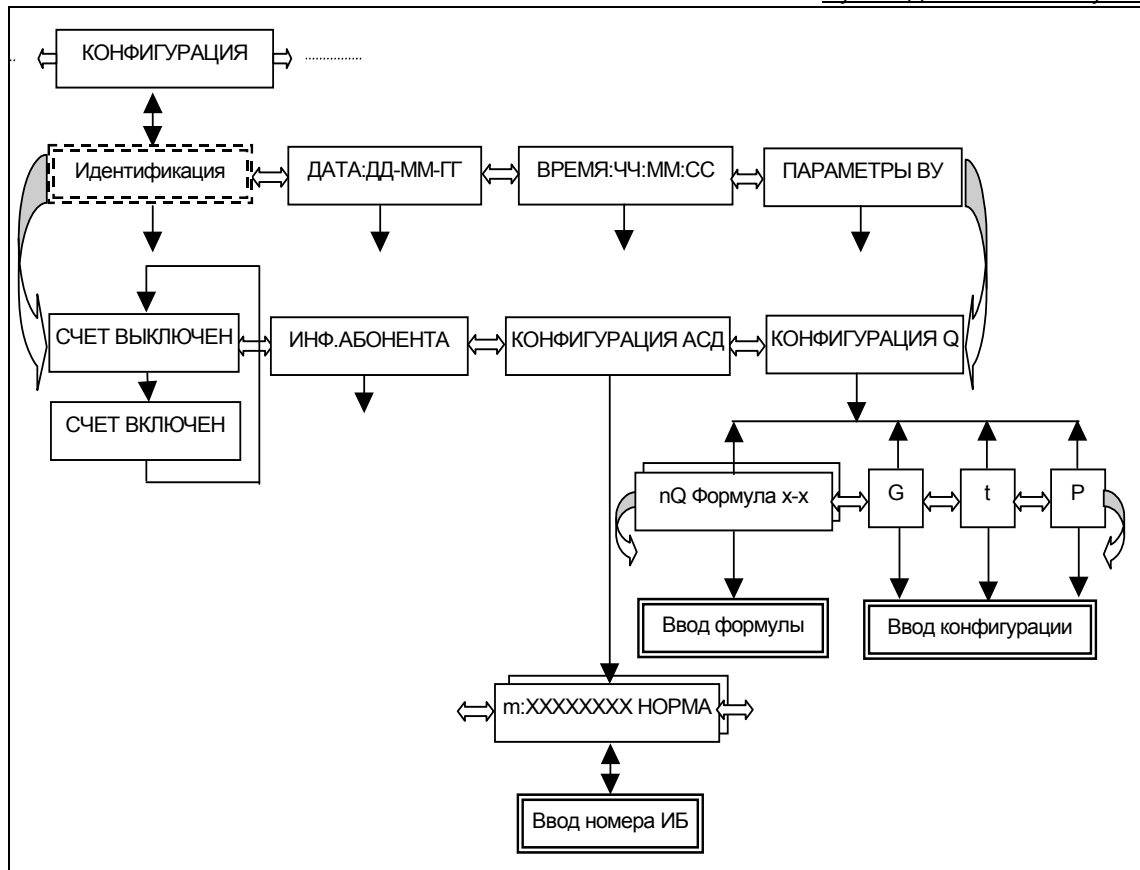 КОНФИГУРАЦИЯ
Идентификация
ДАТА:ДД-ММ-ГГ
ВРЕМЯ:ЧЧ:ММ:СС
ПАРАМЕТРЫ ВУ
СЧЕТ ВЫКЛЮЧЕН
ИНФ.АБОНЕНТА
КОНФИГУРАЦИЯ АСД
КОНФИГУРАЦИЯ Q
СЧЕТ ВКЛЮЧЕН
nQ Формула х-х
G
t
P
Ввод формулы
Ввод конфигурации
m:XXXXXXXX НОРМА
Ввод номера ИБ